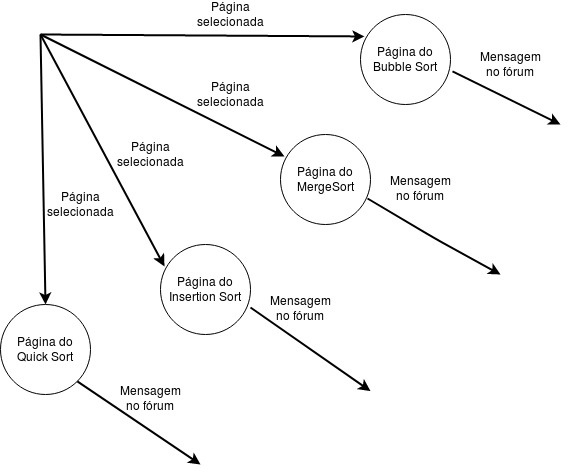 Página
selecionada
Página do
Bubble Sort
Mensagem
no fórum
Página
selecionada
Página do
MergeSort
Mensagem
no fórum
Página
selecionada
Página do
Insertion Sort
Mensagem
no fórum
Página
selecionada
Página do
Quick Sort
Mensagem
no fórum